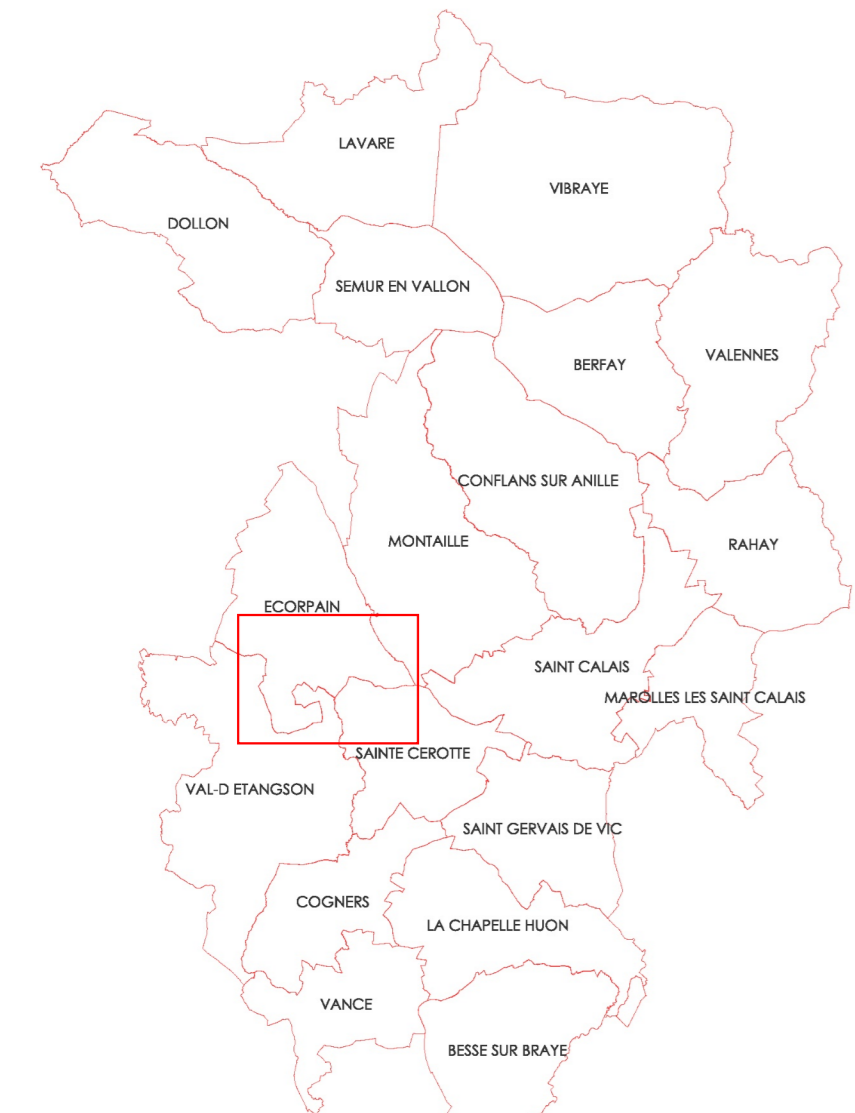 LAVARE
VIBRAYE
DOLLON
SEMUR EN VALLON
VALENNES
BERFAY
CONFLANS SUR ANILLE
MONTAILLE
RAHAY
ECORPAIN
SAINT CALAIS
MAROLLES LES SAINT CALAIS
SAINTE CEROTTE
VAL-D ETANGSON
SAINT GERVAIS DE VIC
COGNERS
LA CHAPELLE HUON
VANCE
BESSE SUR BRAYE